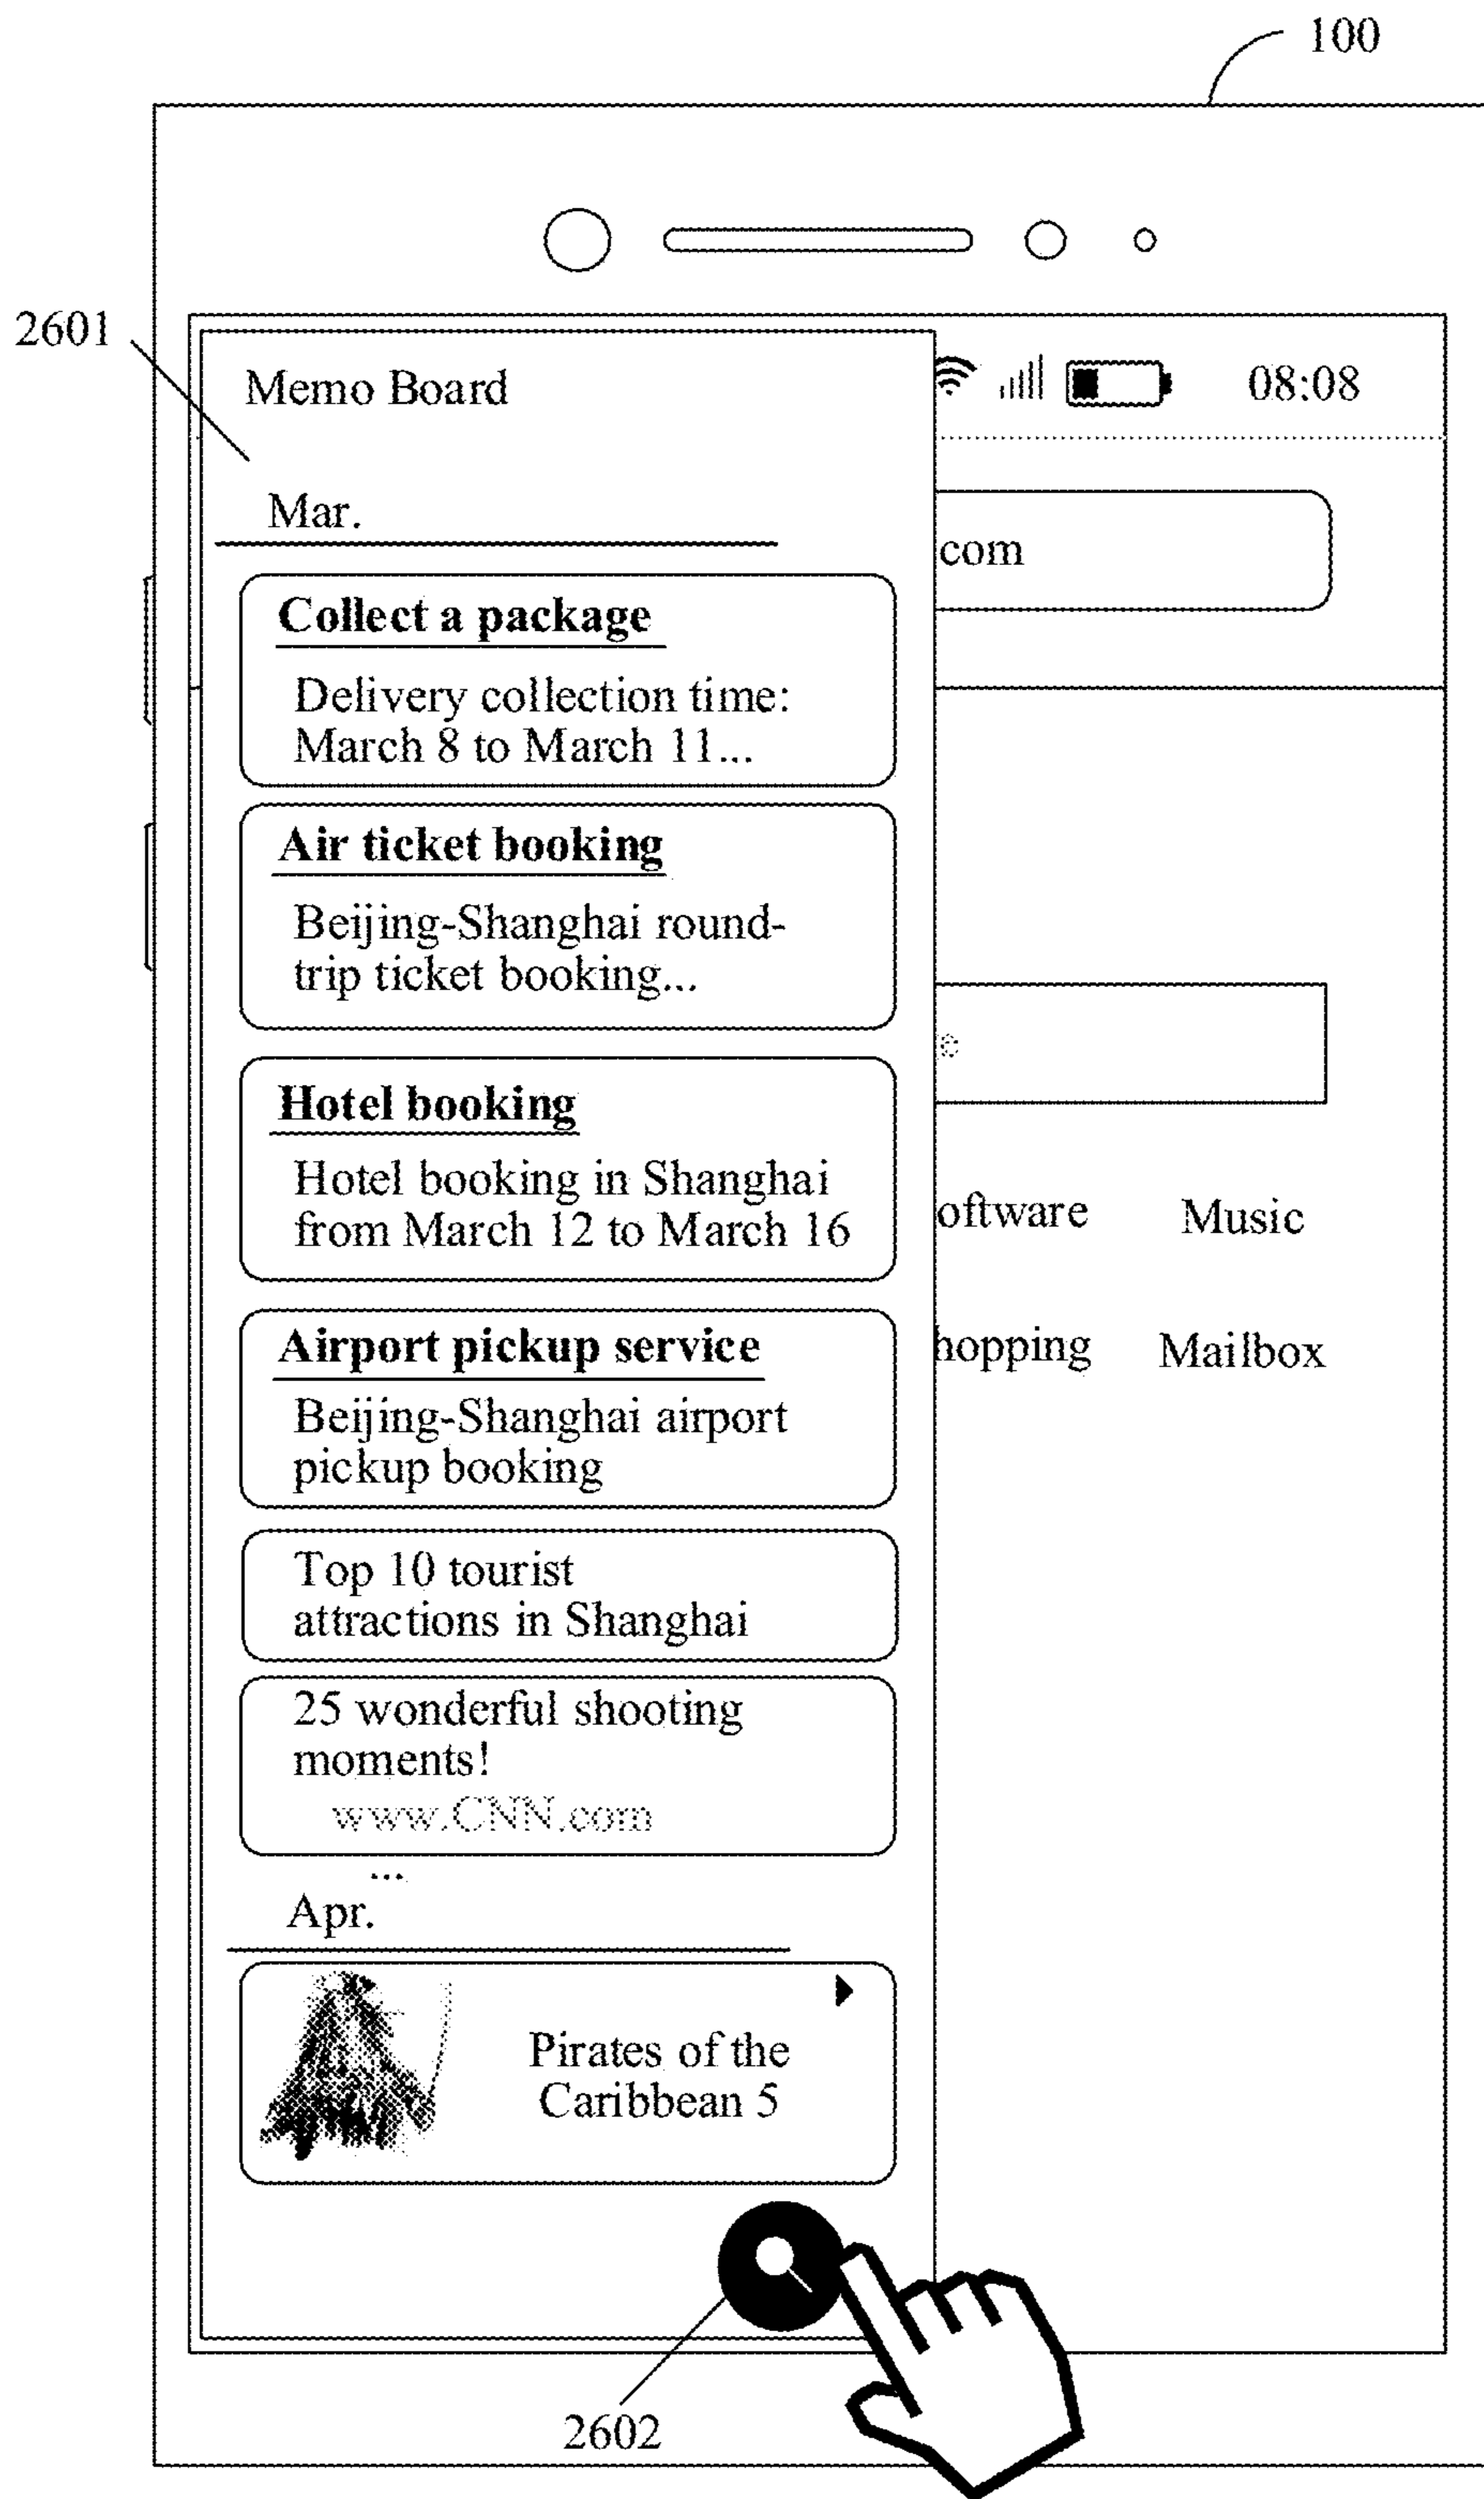 100
2601
Memo Board
08:08
Mar.
com
Collect a package
Delivery collection time:
March 8 to March 11...
Air ticket booking
Beijing-Shanghai round-
trip ticket booking...
e
Hotel booking
Hotel booking in Shanghai
from March 12 to March 16
oftware
Music
Airport pickup service
hopping
Mailbox
Beijing-Shanghai airport
pickup booking
Top 10 tourist
attractions in Shanghai
25 wonderful shooting
moments!
www.CNN.com
...
Apr.
Pirates of the
Caribbean 5
2602